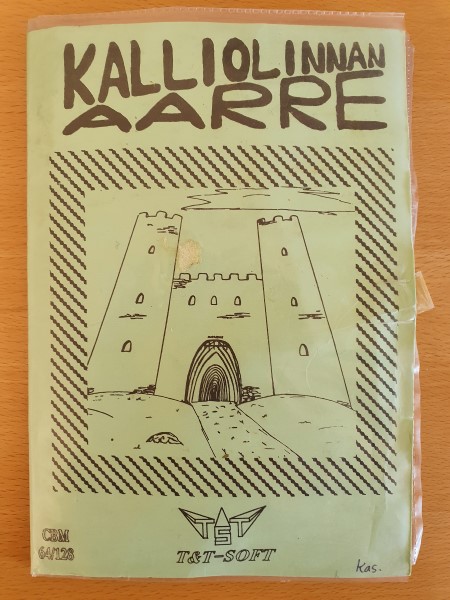 KALLIOLINNAN
AARRE
TST
CBM
64/128
T&T-SOFT
Kas.